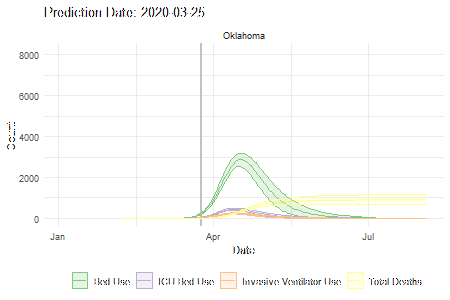 Prediction Date: 2020-03-25
Oklahoma
8000
6000
4000
2000
0
Count
Jan
Apr
Jul
Date
Bed Use
ICU Bed Use
Invasive Ventilator Use
Total Deaths